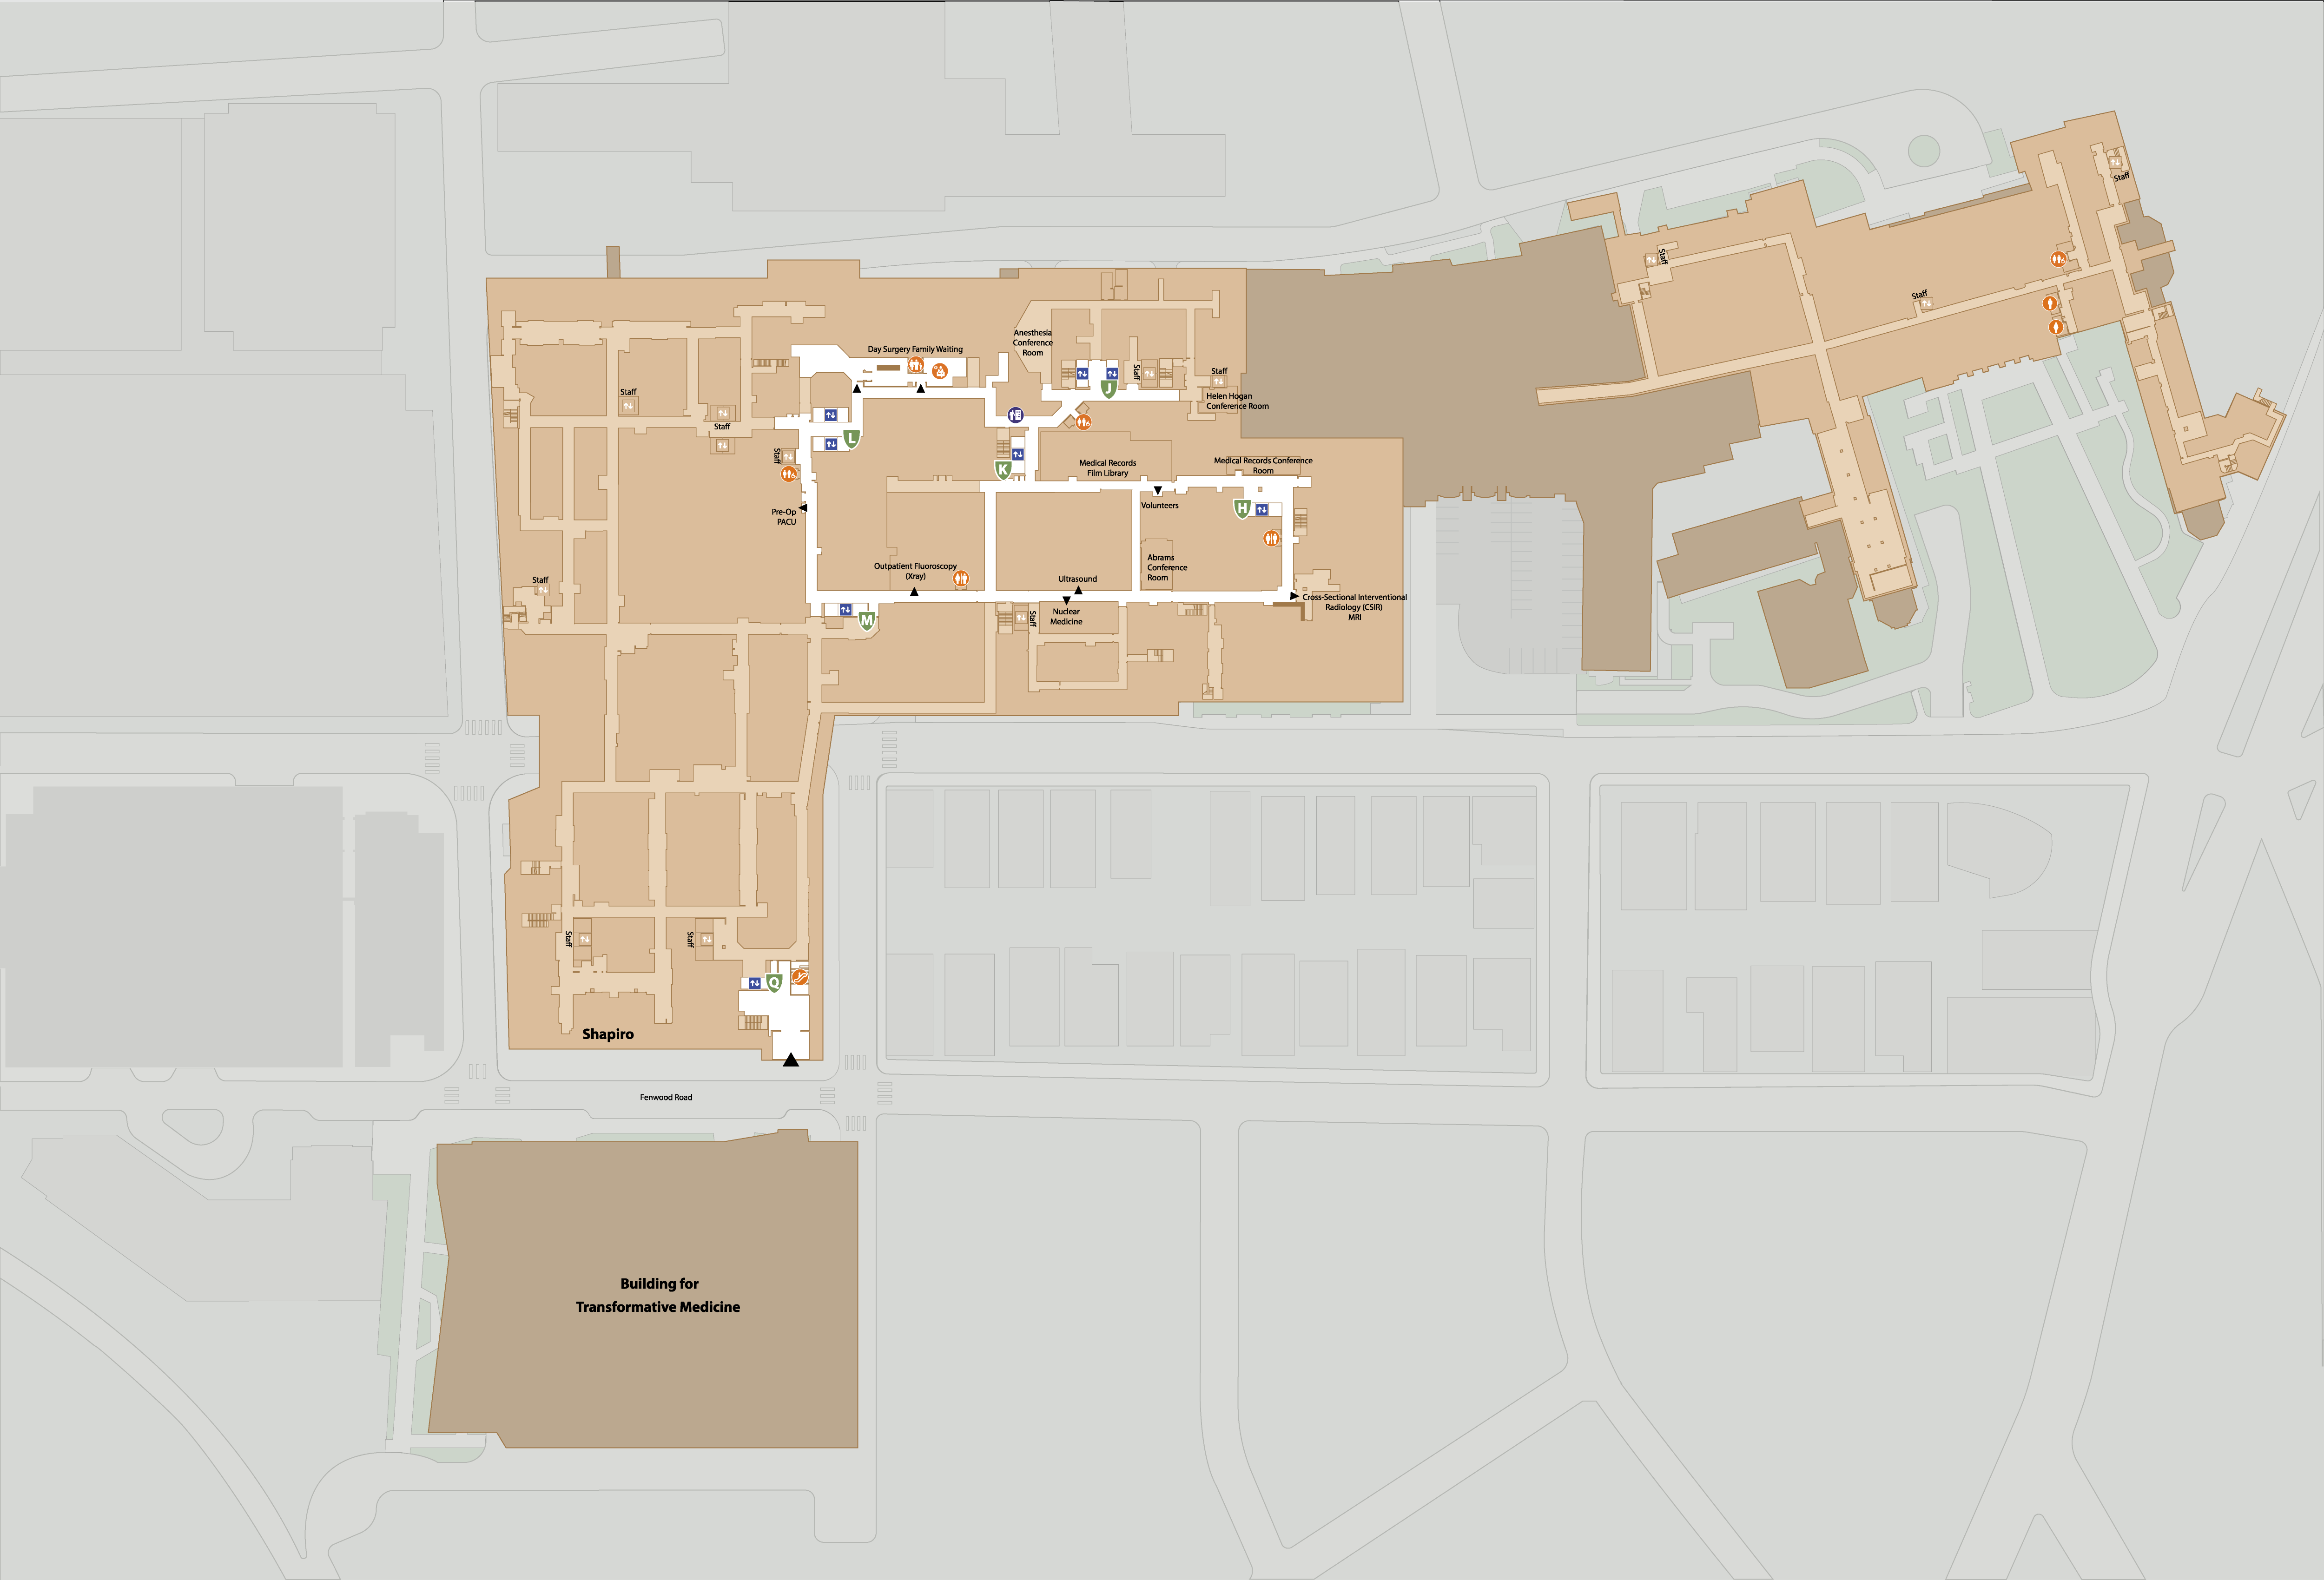 Staff
Staff
Staff
Anesthesia
Conference
Room
Day Surgery Family Waiting
Staff
Staff
J
Staff
Helen Hogan
Conference Room
Staff
L
Staff
K
Medical Records
Film Library
Medical Records Conference
Room
Pre-Op
PACU
Volunteers
H
Abrams
Conference
Room
Outpatient Fluoroscopy
(Xray)
Ultrasound
Staff
Cross-Sectional Interventional
Radiology (CSIR)
MRI
M
Staff
Nuclear
Medicine
Staff
Staff
Q
Shapiro
Fenwood Road
Building for
Transformative Medicine